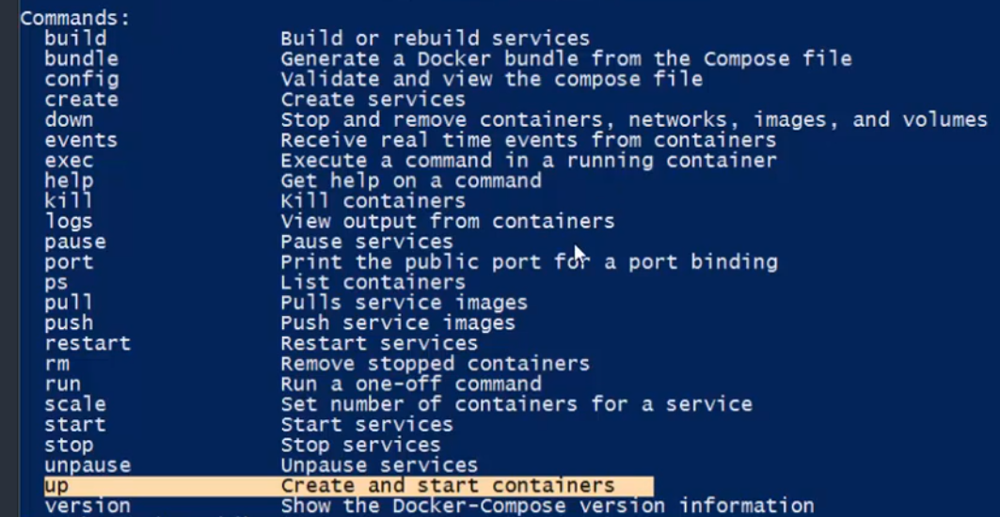 Commands:
build Build or rebuild services
bundle Generate a Docker bundle from the Compose file
config Validate and view the compose file
create Create services
down Stop and remove containers, networks, images, and volumes
events Receive real time events from containers
exec Execute a command in a running container
help Get help on a command
kill Kill containers
logs View output from containers
pause Pause services
port Print the public port for a port binding
ps List containers
pull Pulls service images
push Push service images
restart Restart services
rm Remove stopped containers
run Run a one-off command
scale Set number of containers for a service
start Start services
stop Stop services
unpause Unpause services
up Create and start containers
version Show the Docker-Compose version information